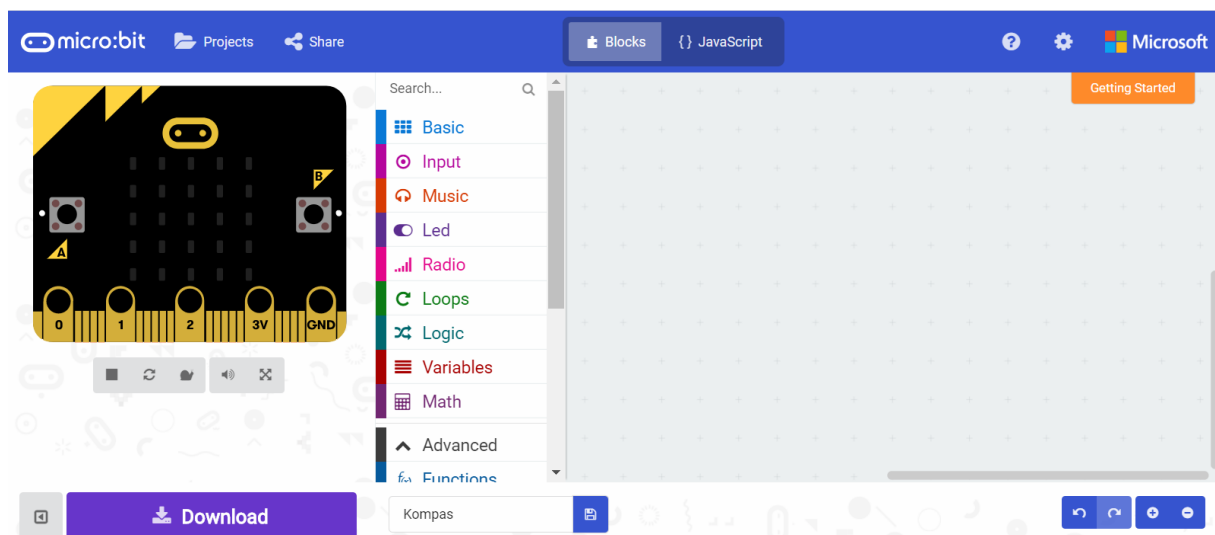 micro:bit Projects Share Blocks {} JavaScript ? Microsoft
Search...
Getting Started
Basic
Input
B
Music
Led
A
Radio
Loops
0 1 2 3V GND
Logic
Variables
Math
Advanced
f(x) Functions
Download
Kompas